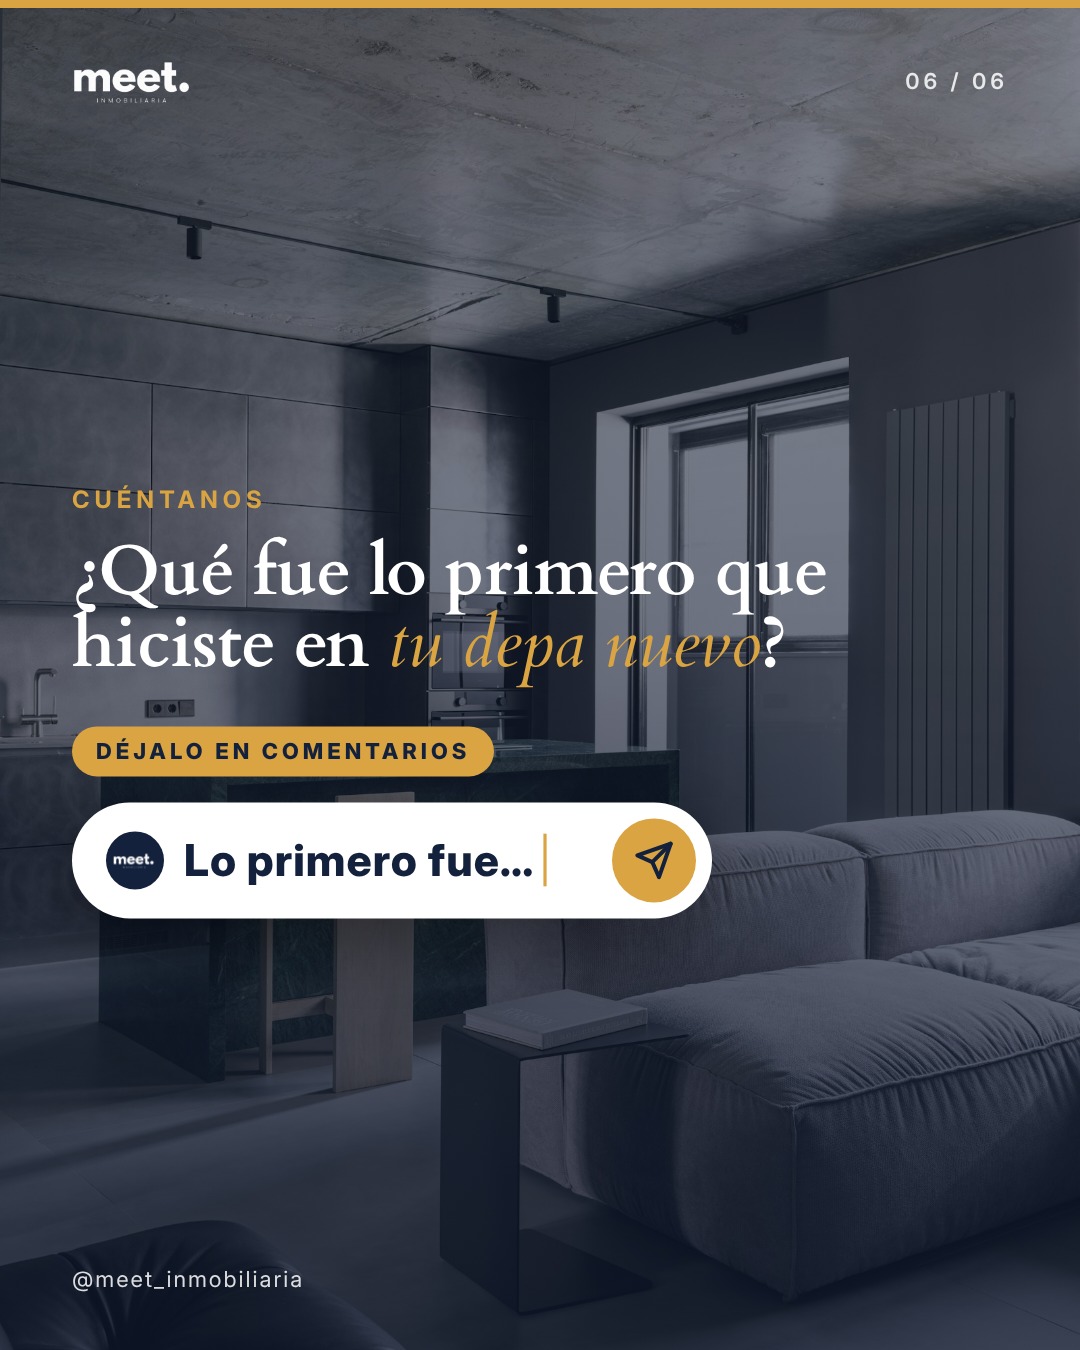 meet.
INMOBILIARIA
06 / 06
CUÉNTANOS
¿Qué fue lo primero que
hiciste en tu depa nuevo?
DÉJALO EN COMENTARIOS
meet.
Lo primero fue...
@meet_inmobiliaria